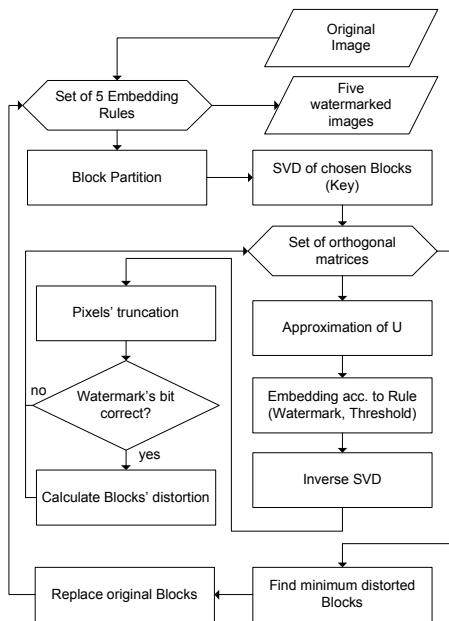 Original
Image
Set of 5 Embedding
Rules
Five
watermarked
images
Block Partition
SVD of chosen Blocks
(Key)
Set of orthogonal
matrices
Pixels' truncation
Approximation of U
no
Watermark's bit
correct?
Embedding acc. to Rule
(Watermark, Threshold)
yes
Calculate Blocks' distortion
Inverse SVD
Replace original Blocks
Find minimum distorted
Blocks